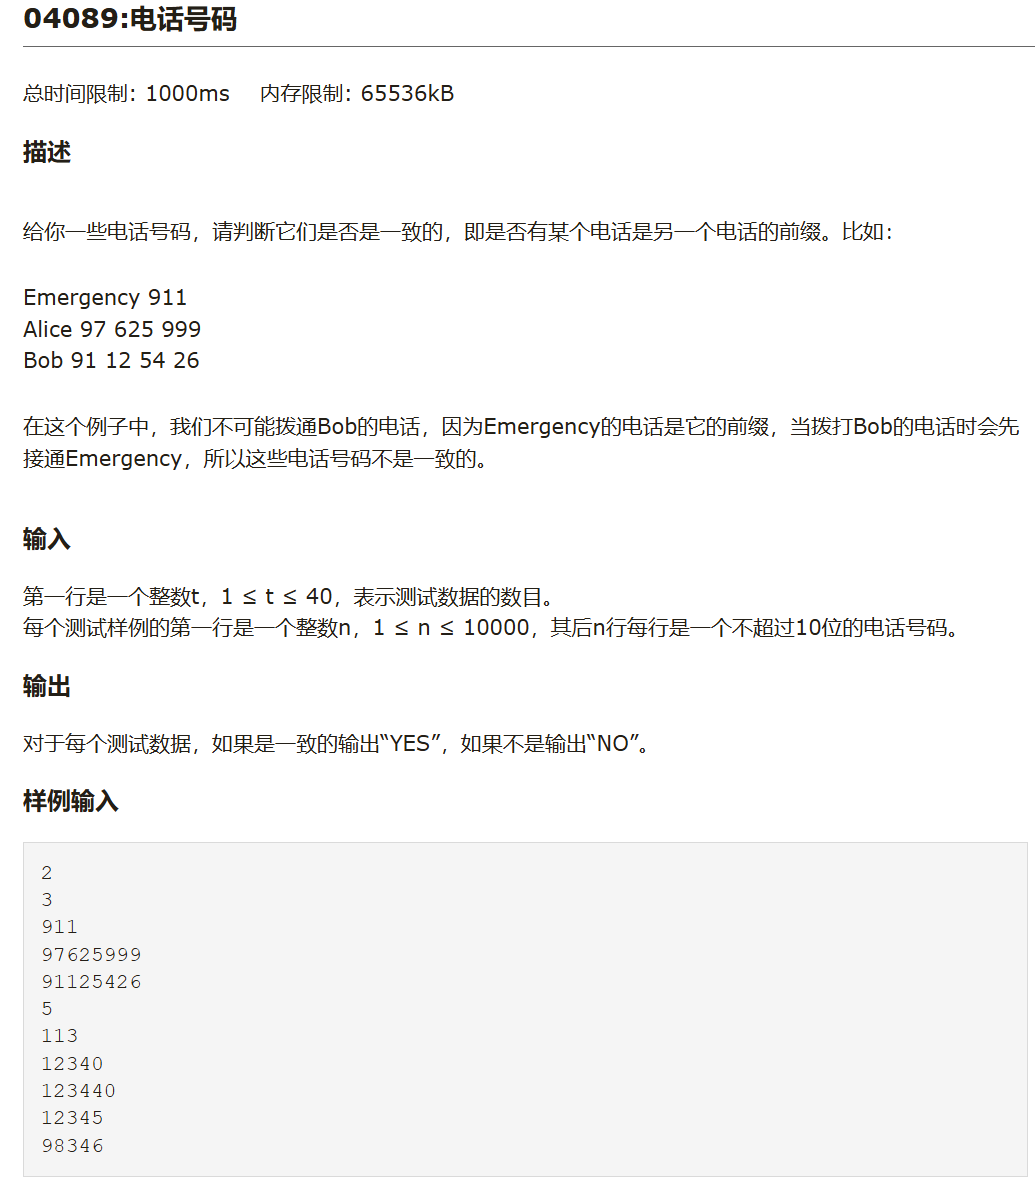 04089:电话号码
总时间限制: 1000ms 内存限制: 65536kB
描述
给你一些电话号码，请判断它们是否是一致的，即是否有某个电话是另一个电话的前缀。比如：
Emergency 911
Alice 97 625 999
Bob 91 12 54 26
在这个例子中，我们不可能拨通Bob的电话，因为Emergency的电话是它的前缀，当拨打Bob的电话时会先
接通Emergency，所以这些电话号码不是一致的。
输入
第一行是一个整数t，1 ≤ t ≤ 40，表示测试数据的数目。
每个测试样例的第一行是一个整数n，1 ≤ n ≤ 10000，其后n行每行是一个不超过10位的电话号码。
输出
对于每个测试数据，如果是一致的输出“YES”，如果不是输出“NO”。
样例输入
2
3
911
97625999
91125426
5
113
12340
123440
12345
98346